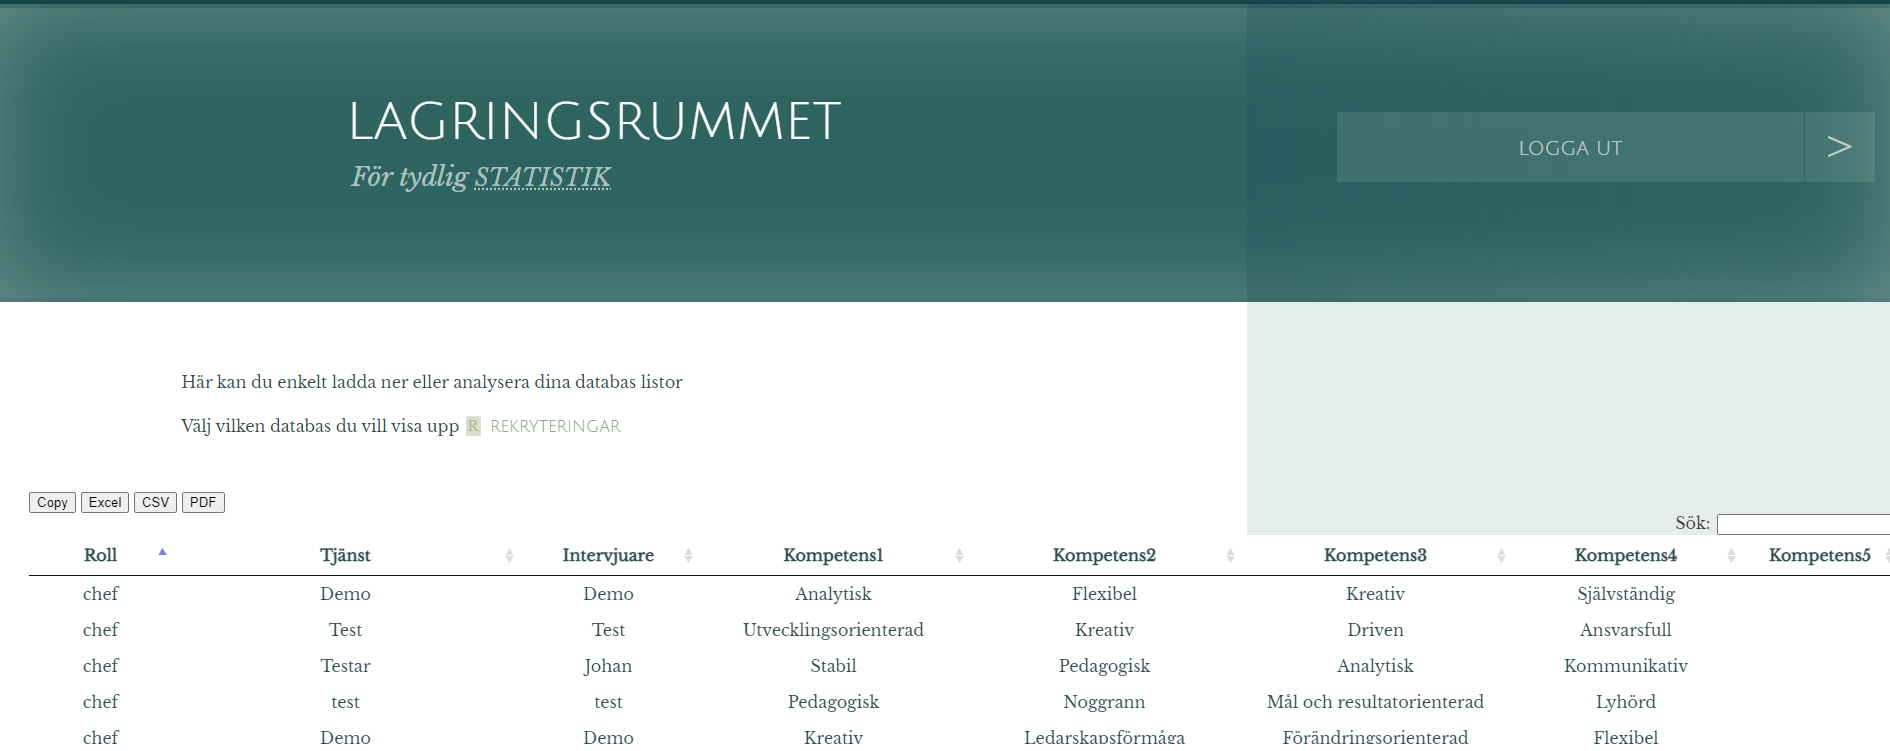 LAGRINGSRUMMET
För tydlig STATISTIK
LOGGA UT >
Här kan du enkelt ladda ner eller analysera dina databas listor
Välj vilken databas du vill visa upp R REKRYTERINGAR
Copy Excel CSV PDF
Sök:
Roll Tjänst Intervjuare Kompetens1 Kompetens2 Kompetens3 Kompetens4 Kompetens5
chef Demo Demo Analytisk Flexibel Kreativ Självständig
chef Test Test Utvecklingsorienterad Kreativ Driven Ansvarsfull
chef Testar Johan Stabil Pedagogisk Analytisk Kommunikativ
chef test test Pedagogisk Noggrann Mål och resultatorienterad Lyhörd
chef Demo Demo Kreativ Ledarskapsförmåga Förändringsorienterad Flexibel